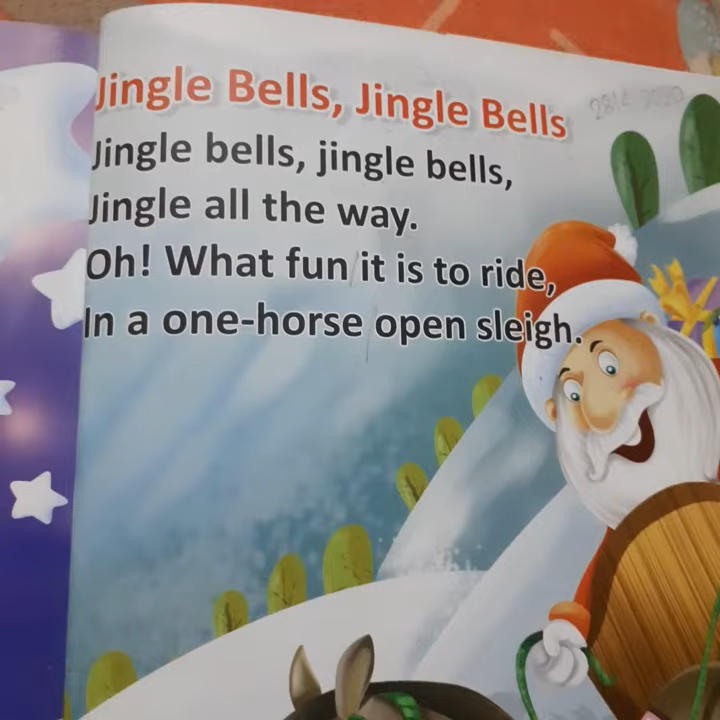 Jingle Bells, Jingle Bells
Jingle bells, jingle bells,
Jingle all the way.
Oh! What fun it is to ride,
In a one-horse open sleigh.